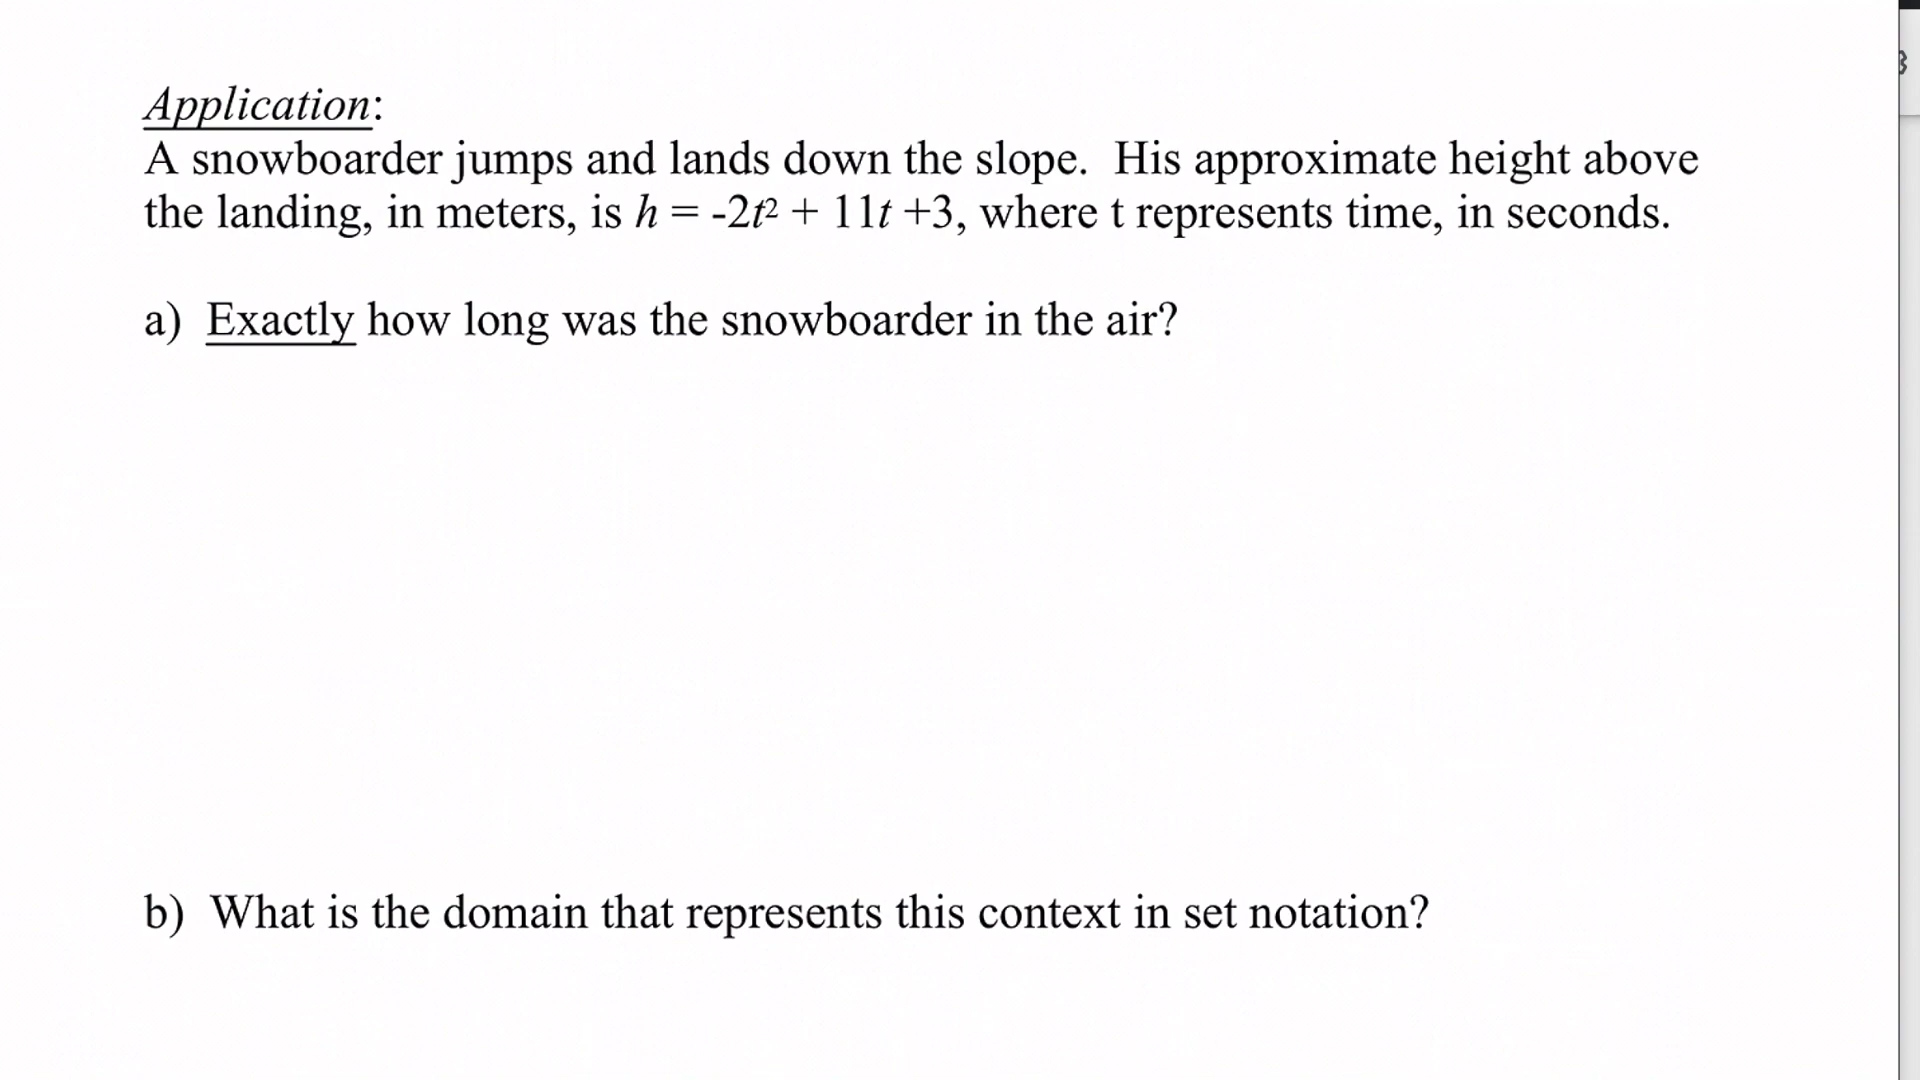 Application:
A snowboarder jumps and lands down the slope.  His approximate height above
the landing, in meters, is h = -2t² + 11t +3, where t represents time, in seconds.
a)  Exactly how long was the snowboarder in the air?
b)  What is the domain that represents this context in set notation?